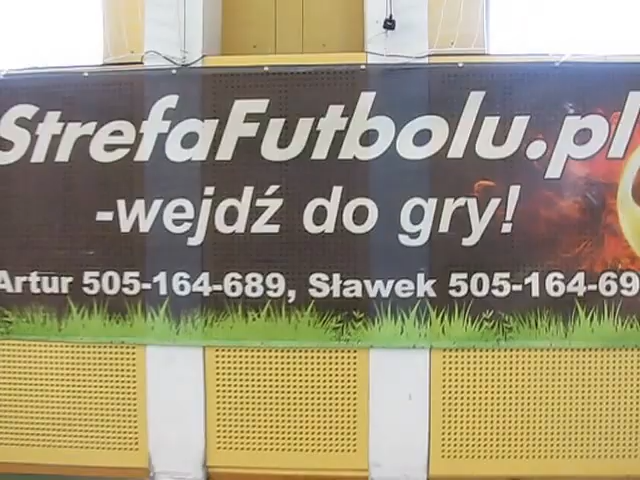 StrefaFutbolu.pl
-wejdź do gry!
Artur 505-164-689, Sławek 505-164-69